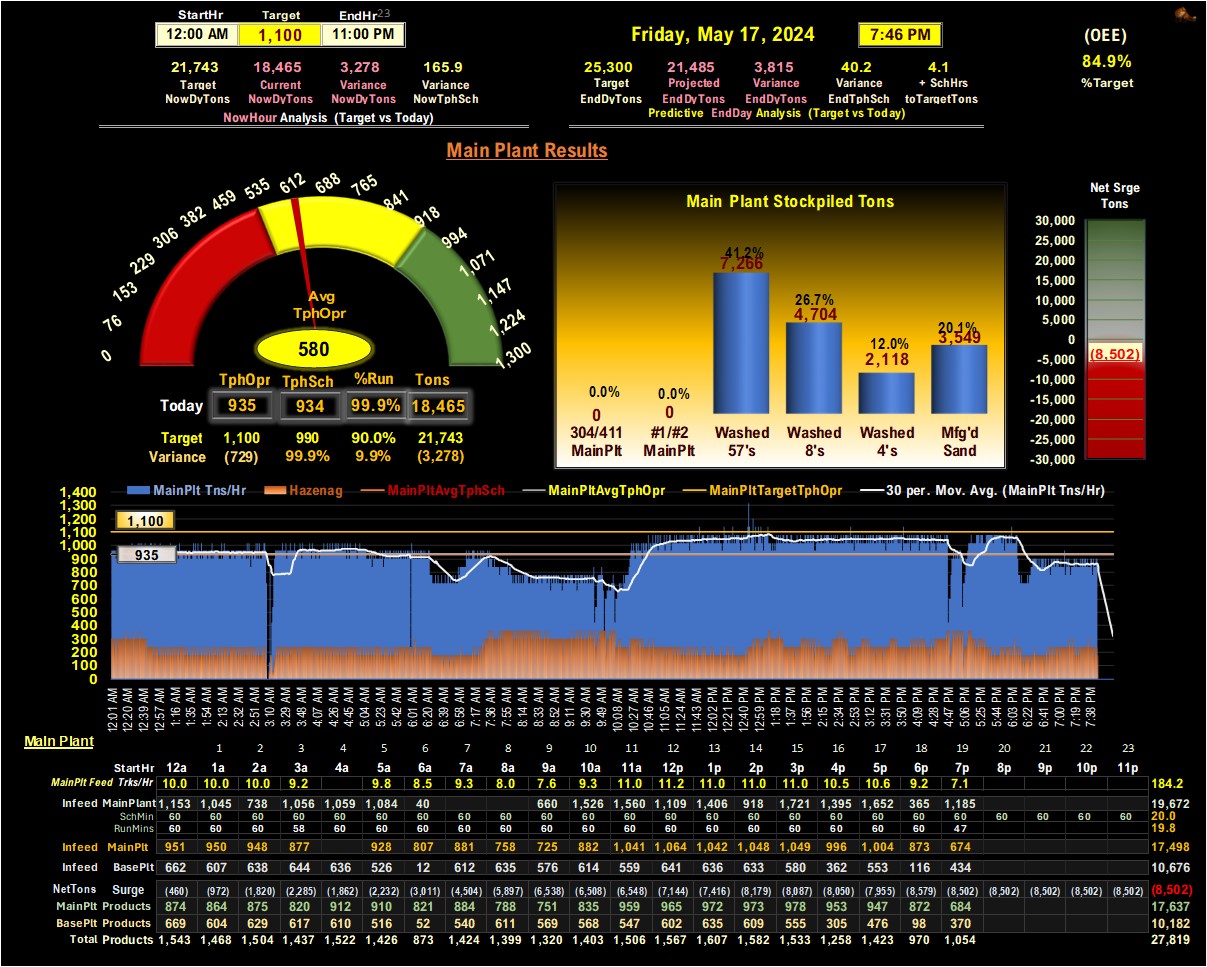 StartHr Target EndHr 23
12:00 AM 1,100 11:00 PM
Friday, May 17, 2024 7:46 PM
(OEE)
84.9%
%Target
21,743 18,465 3,278 165.9
Target Current Variance Variance
NowDyTons NowDyTons NowDyTons NowTphSch
NowHour Analysis (Target vs Today)
25,300 21,485 3,815 40.2 4.1
Target Projected Variance Variance + SchHrs
EndDyTons EndDyTons EndDyTons EndTphSch toTargetTons
Predictive EndDay Analysis (Target vs Today)
Main Plant Results
0 76 153 229 306 382 459 535 612 688 765 841 918 994 1,071 1,147 1,224 1,300
Avg
TphOpr
580
TphOpr TphSch %Run Tons
Today 935 934 99.9% 18,465
Target 1,100 990 90.0% 21,743
Variance (729) 99.9% 9.9% (3,278)
Main Plant Stockpiled Tons
0.0% 0.0% 41.2% 26.7% 12.0% 20.1%
0 0 7,266 4,704 2,118 3,549
304/411 #1/#2 Washed Washed Washed Mfg'd
MainPlt MainPlt 57's 8's 4's Sand
Net Srge
Tons
30,000
25,000
20,000
15,000
10,000
5,000
0
(8,502)
-5,000
-10,000
-15,000
-20,000
-25,000
-30,000
MainPlt Tns/Hr Hazenag MainPltAvgTphSch MainPltAvgTphOpr MainPltTargetTphOpr 30 per. Mov. Avg. (MainPlt Tns/Hr)
1,400
1,300
1,200
1,100
1,000
900
800
700
600
500
400
300
200
100
0
1,100
935
12:01 AM 12:20 AM 12:39 AM 12:57 AM 1:16 AM 1:35 AM 1:54 AM 2:13 AM 2:32 AM 2:51 AM 3:10 AM 3:29 AM 3:48 AM 4:07 AM 4:26 AM 4:45 AM 5:04 AM 5:23 AM 5:42 AM 6:01 AM 6:20 AM 6:39 AM 6:58 AM 7:17 AM 7:36 AM 7:55 AM 8:14 AM 8:33 AM 8:52 AM 9:11 AM 9:30 AM 9:49 AM 10:08 AM 10:27 AM 10:46 AM 11:05 AM 11:24 AM 11:43 AM 12:02 PM 12:21 PM 12:40 PM 12:59 PM 1:18 PM 1:37 PM 1:56 PM 2:15 PM 2:34 PM 2:53 PM 3:12 PM 3:31 PM 3:50 PM 4:09 PM 4:28 PM 4:47 PM 5:06 PM 5:25 PM 5:44 PM 6:03 PM 6:22 PM 6:41 PM 7:00 PM 7:19 PM 7:38 PM
Main Plant
1 2 3 4 5 6 7 8 9 10 11 12 13 14 15 16 17 18 19 20 21 22 23
StartHr 12a 1a 2a 3a 4a 5a 6a 7a 8a 9a 10a 11a 12p 1p 2p 3p 4p 5p 6p 7p 8p 9p 10p 11p
MainPlt Feed Trks/Hr 10.0 10.0 10.0 9.2 9.8 8.5 9.3 8.0 7.6 9.3 11.0 11.2 11.0 11.0 11.0 10.5 10.6 9.2 7.1 184.2
Infeed MainPlant 1,153 1,045 738 1,056 1,059 1,084 40 660 1,526 1,560 1,109 1,406 918 1,721 1,395 1,652 365 1,185 19,672
SchMin 60 60 60 60 60 60 60 60 60 60 60 60 60 60 60 60 60 60 60 60 60 60 60 20.0
RunMins 60 60 60 58 60 60 60 60 60 60 60 60 60 60 60 60 60 60 60 47 19.8
Infeed MainPlt 951 950 948 877 928 807 881 758 725 882 1,041 1,064 1,042 1,048 1,049 996 1,004 873 674 17,498
Infeed BasePlt 662 607 638 644 636 526 12 612 635 576 614 559 641 636 633 580 362 553 116 434 10,676
NetTons Surge (460) (972) (1,820) (2,285) (1,862) (2,232) (3,011) (4,504) (5,897) (6,538) (6,508) (6,548) (7,144) (7,416) (8,179) (8,087) (8,050) (7,955) (8,579) (8,502) (8,502) (8,502) (8,502) (8,502) (8,502)
MainPlt Products 874 864 875 820 912 910 821 884 788 751 835 959 965 972 973 978 953 947 872 684 17,637
BasePlt Products 669 604 629 617 610 516 52 540 611 569 568 547 602 635 609 555 305 476 98 370 10,182
Total Products 1,543 1,468 1,504 1,437 1,522 1,426 873 1,424 1,399 1,320 1,403 1,506 1,567 1,607 1,582 1,533 1,258 1,423 970 1,054 27,819